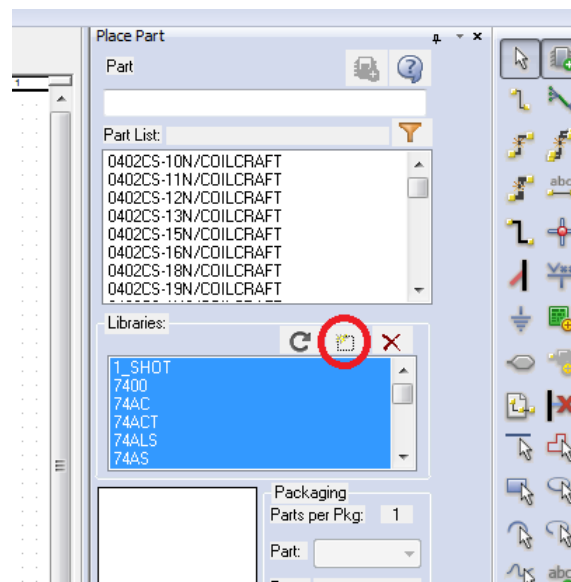 Place Part
1
Part
Part List:
0402CS-10N/COILCRAFT
0402CS-11N/COILCRAFT
0402CS-12N/COILCRAFT
0402CS-13N/COILCRAFT
0402CS-15N/COILCRAFT
0402CS-16N/COILCRAFT
0402CS-18N/COILCRAFT
0402CS-19N/COILCRAFT
Libraries:
1_SHOT
7400
74AC
74ACT
74ALS
74AS
Packaging
Parts per Pkg: 1
Part:
abc
abc